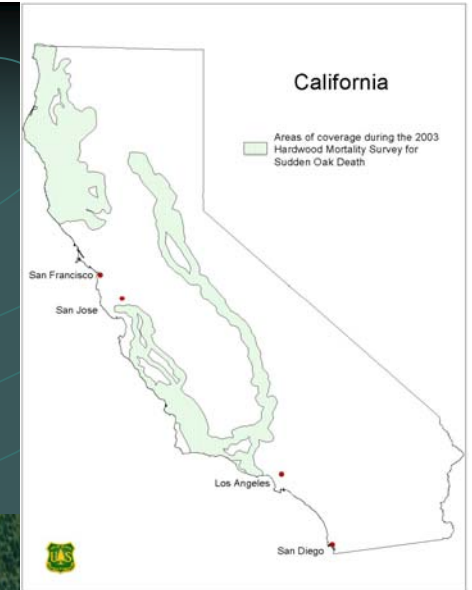 California
Areas of coverage during the 2003
Hardwood Mortality Survey for
Sudden Oak Death
San Francisco
San Jose
Los Angeles
San Diego
U S